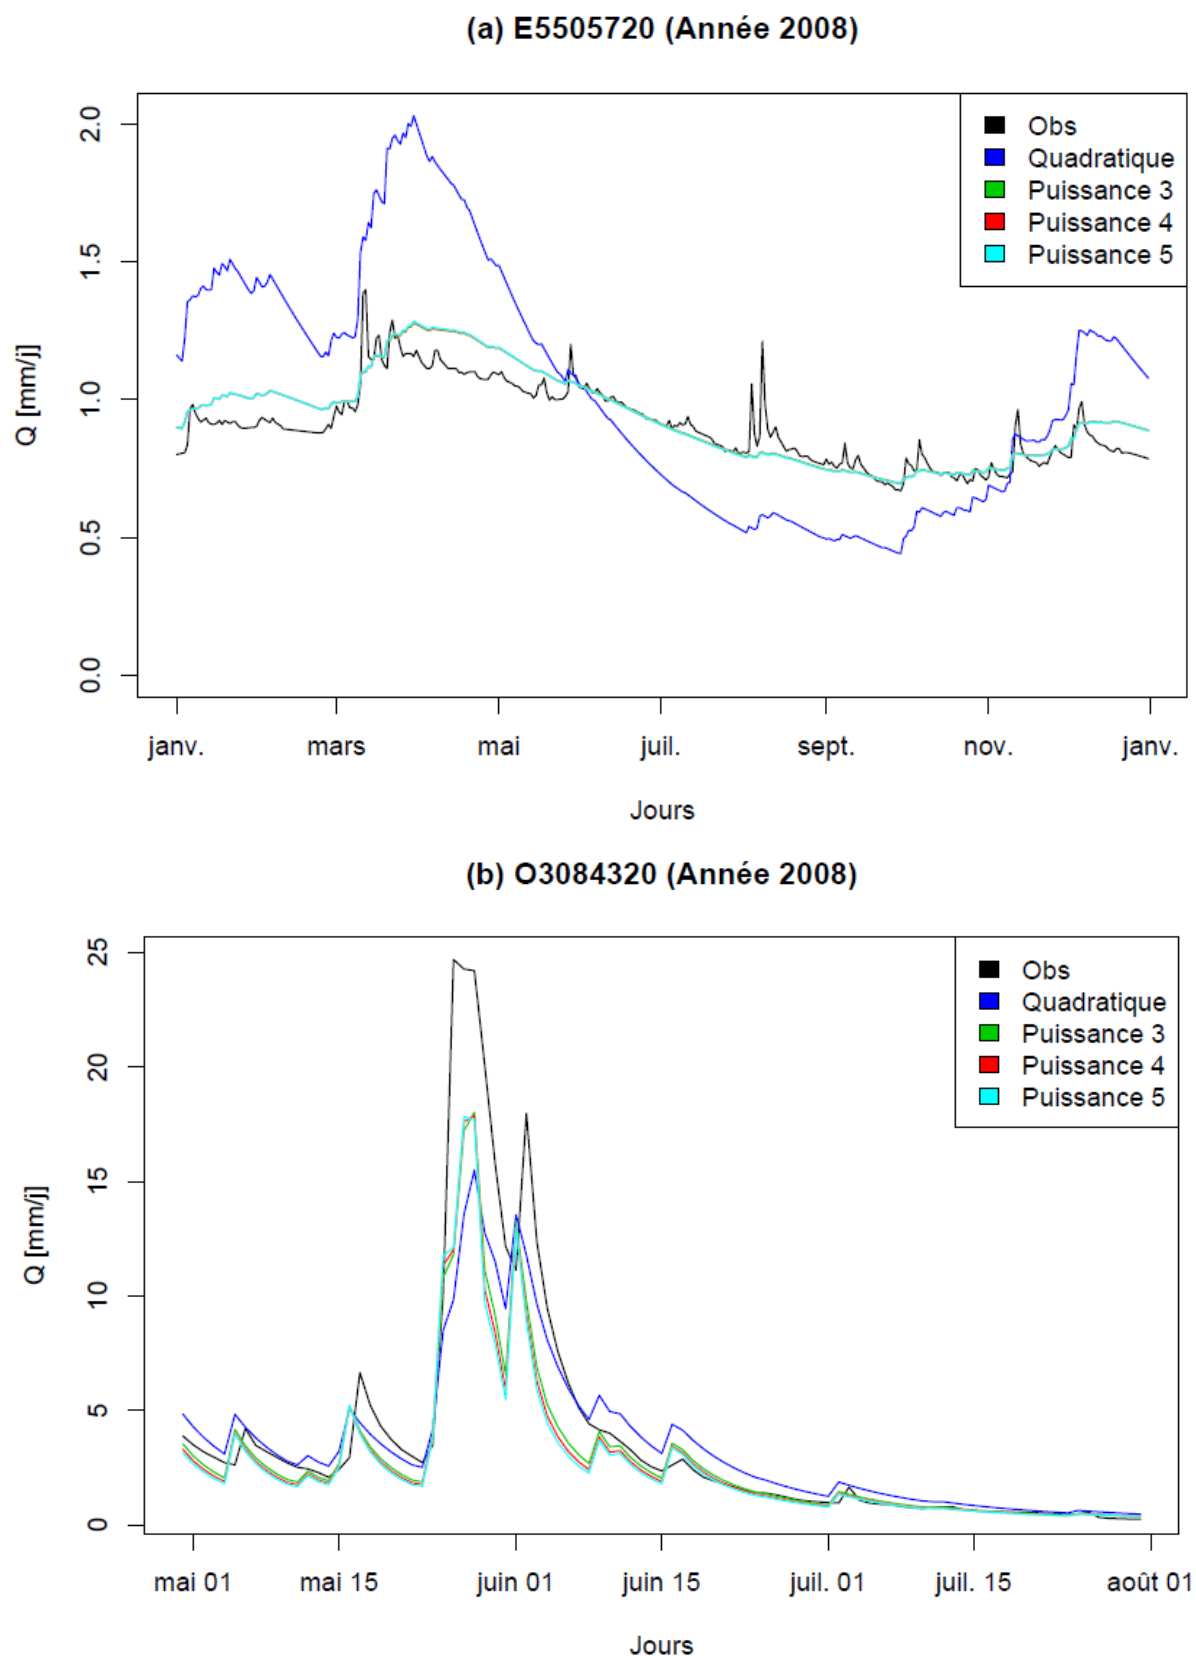 (a) E5505720 (Année 2008)
Q [mm/j]
2.0
1.5
1.0
0.5
0.0
Obs
Quadratique
Puissance 3
Puissance 4
Puissance 5
janv. mars mai juil. sept. nov. janv.
Jours
(b) O3084320 (Année 2008)
Q [mm/j]
25
20
15
10
5
0
Obs
Quadratique
Puissance 3
Puissance 4
Puissance 5
mai 01 mai 15 juin 01 juin 15 juil. 01 juil. 15 août 01
Jours